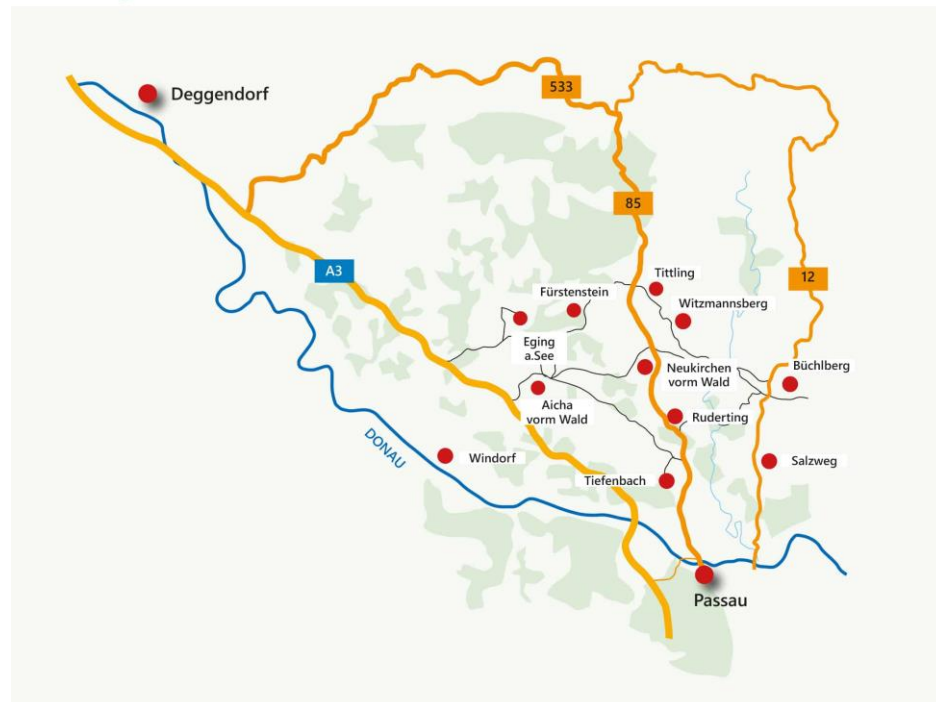 Deggendorf
533
85
A3
Tittling
12
Fürstenstein
Witzmannsberg
Eging
a.See
Neukirchen
vorm Wald
Büchlberg
Aicha
vorm Wald
Ruderting
DONAU
Windorf
Salzweg
Tiefenbach
Passau